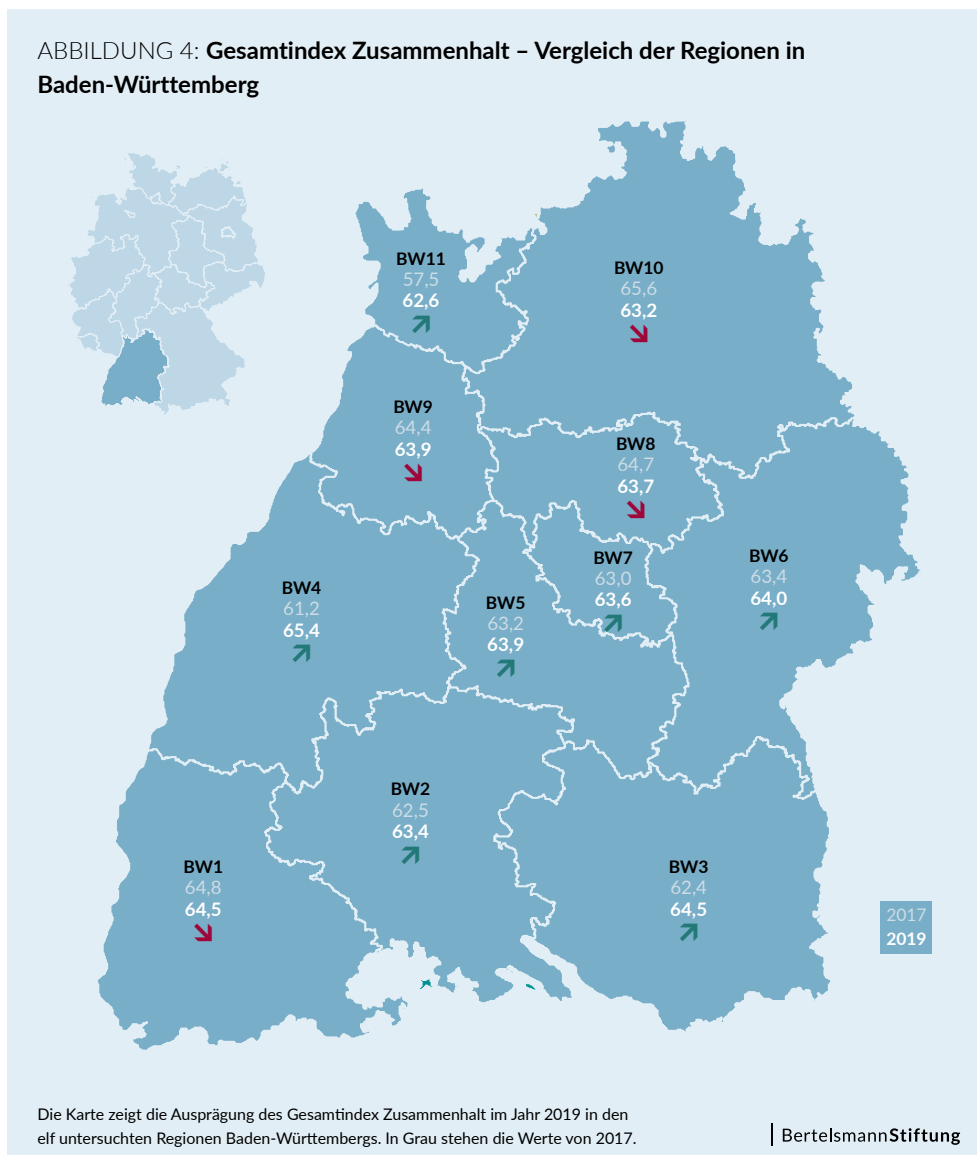 ABBILDUNG 4: Gesamtindex Zusammenhalt – Vergleich der Regionen in
Baden-Württemberg
BW11
57,5
62,6
BW10
65,6
63,2
BW9
64,4
63,9
BW8
64,7
63,7
BW7
63,0
63,6
BW6
63,4
64,0
BW4
61,2
65,4
BW5
63,2
63,9
BW2
62,5
63,4
BW1
64,8
64,5
BW3
62,4
64,5
2017
2019
Die Karte zeigt die Ausprägung des Gesamtindex Zusammenhalt im Jahr 2019 in den
elf untersuchten Regionen Baden-Württembergs. In Grau stehen die Werte von 2017.
BertelsmannStiftung